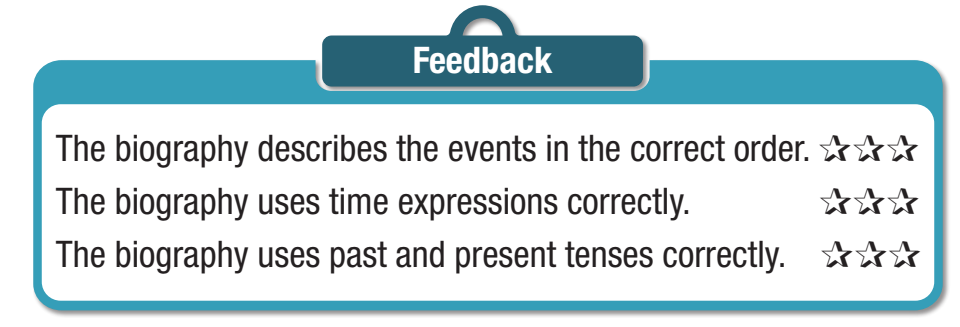 Feedback
The biography describes the events in the correct order. ☆☆☆
The biography uses time expressions correctly. ☆☆☆
The biography uses past and present tenses correctly. ☆☆☆